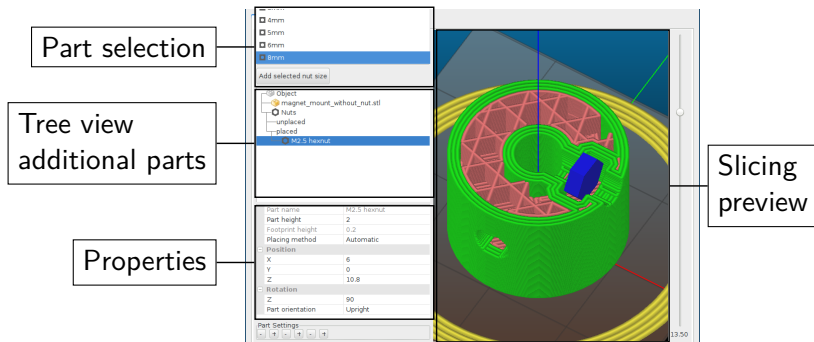 Part selection
4mm
5mm
6mm
8mm
Add selected nut size
Tree view
additional parts
Object
magnet_mount_without_nut.stl
Nuts
unplaced
placed
M2.5 hexnut
Slicing
preview
Properties
Part name M2.5 hexnut
Part height 2
Footprint height 0.2
Placing method Automatic
Position
X 6
Y 0
Z 10.8
Rotation
Z 90
Part orientation Upright
Part Settings
- + - + - +
13.50